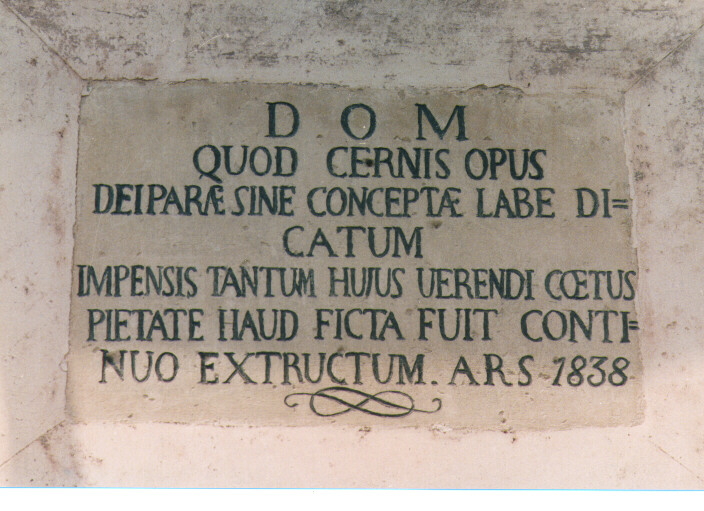 D O M
QUOD CERNIS OPUS
DEIPARÆ SINE CONCEPTÆ LABE DI=
CATUM
IMPENSIS TANTUM HUIUS UERENDI CŒTUS
PIETATE HAUD FICTA FUIT CONTI=
NUO EXTRUCTUM. ARS 1838